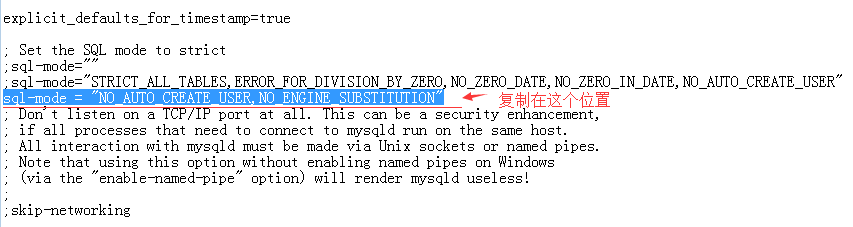 explicit_defaults_for_timestamp=true
; Set the SQL mode to strict
;sql-mode=""
;sql-mode="STRICT_ALL_TABLES,ERROR_FOR_DIVISION_BY_ZERO,NO_ZERO_DATE,NO_ZERO_IN_DATE,NO_AUTO_CREATE_USER"
sql-mode = "NO_AUTO_CREATE_USER,NO_ENGINE_SUBSTITUTION" 复制在这个位置
; Don't listen on a TCP/IP port at all. This can be a security enhancement,
; if all processes that need to connect to mysqld run on the same host.
; All interaction with mysqld must be made via Unix sockets or named pipes.
; Note that using this option without enabling named pipes on Windows
; (via the "enable-named-pipe" option) will render mysqld useless!
;
;skip-networking